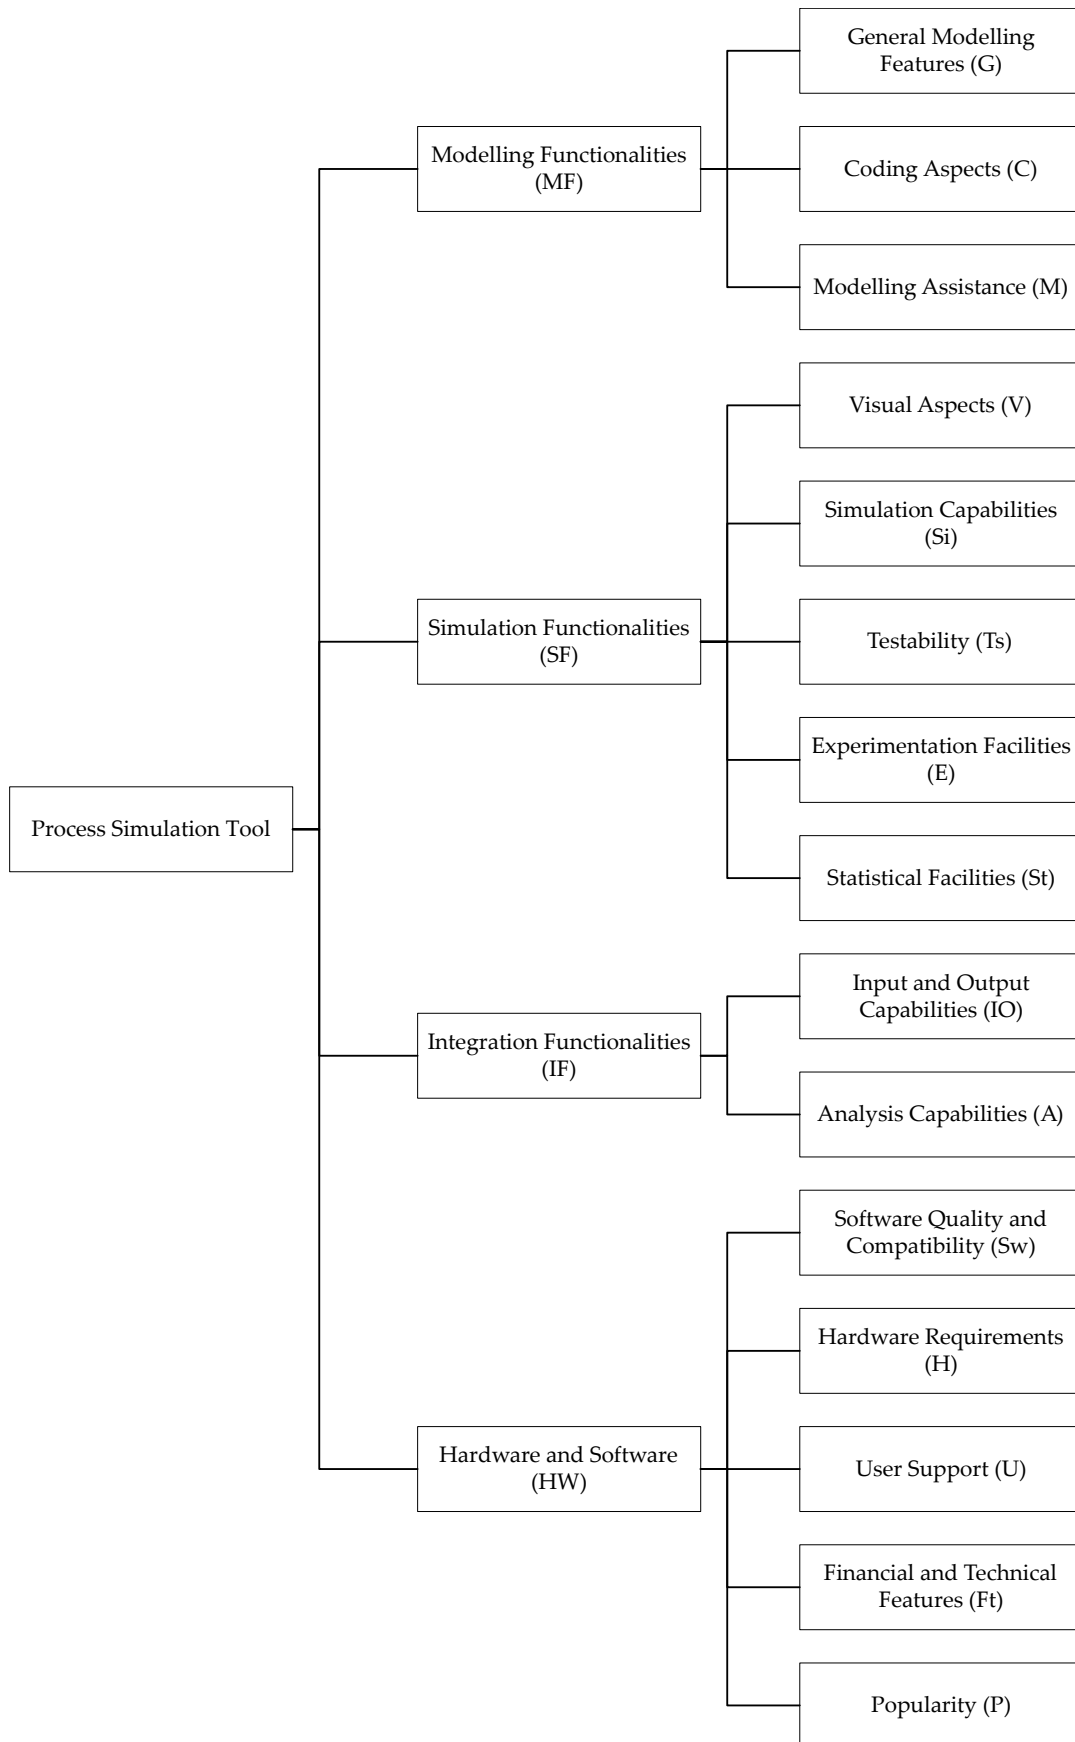 General Modelling
Features (G)
Modelling Functionalities
(MF)
Coding Aspects (C)
Modelling Assistance (M)
Visual Aspects (V)
Simulation Capabilities
(Si)
Simulation Functionalities
(SF)
Testability (Ts)
Experimentation Facilities
(E)
Process Simulation Tool
Statistical Facilities (St)
Input and Output
Capabilities (IO)
Integration Functionalities
(IF)
Analysis Capabilities (A)
Software Quality and
Compatibility (Sw)
Hardware Requirements
(H)
Hardware and Software
(HW)
User Support (U)
Financial and Technical
Features (Ft)
Popularity (P)